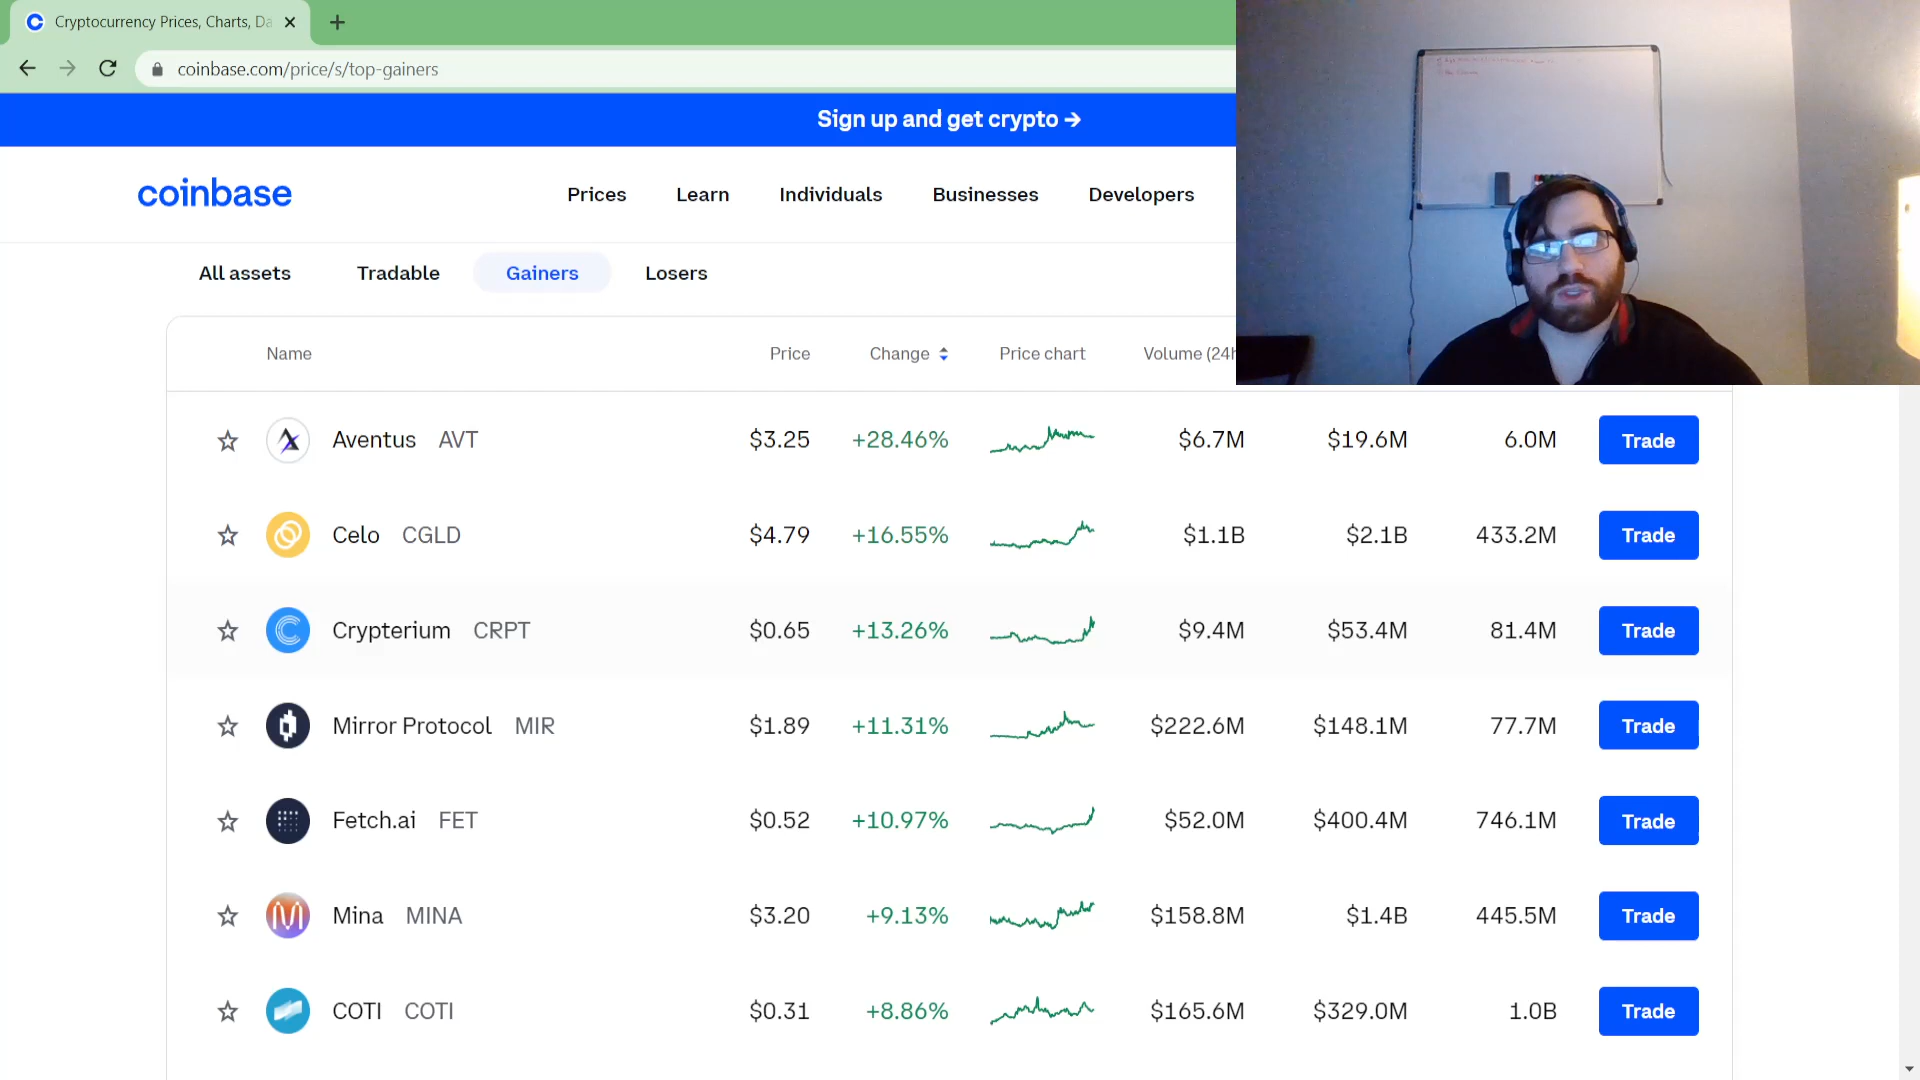 Cryptocurrency Prices, Charts, Da
coinbase.com/price/s/top-gainers
Sign up and get crypto →
coinbase Prices Learn Individuals Businesses Developers
All assets Tradable Gainers Losers
Name Price Change Price chart Volume (24h
Aventus AVT $3.25 +28.46% $6.7M $19.6M 6.0M Trade
Celo CGLD $4.79 +16.55% $1.1B $2.1B 433.2M Trade
Crypterium CRPT $0.65 +13.26% $9.4M $53.4M 81.4M Trade
Mirror Protocol MIR $1.89 +11.31% $222.6M $148.1M 77.7M Trade
Fetch.ai FET $0.52 +10.97% $52.0M $400.4M 746.1M Trade
Mina MINA $3.20 +9.13% $158.8M $1.4B 445.5M Trade
COTI COTI $0.31 +8.86% $165.6M $329.0M 1.0B Trade